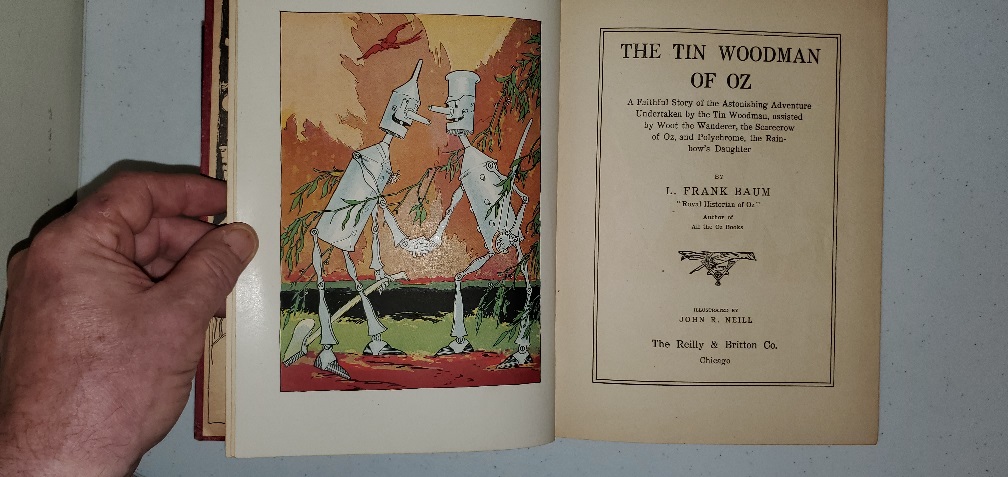 THE TIN WOODMAN
OF OZ
A Faithful Story of the Astonishing Adventure
Undertaken by the Tin Woodman, assisted
by Woot the Wanderer, the Scarecrow
of Oz, and Polychrome, the Rain-
bow's Daughter
BY
L. FRANK BAUM
"Royal Historian of Oz"
Author of
All the Oz Books
ILLUSTRATED BY
JOHN R. NEILL
The Reilly & Britton Co.
Chicago